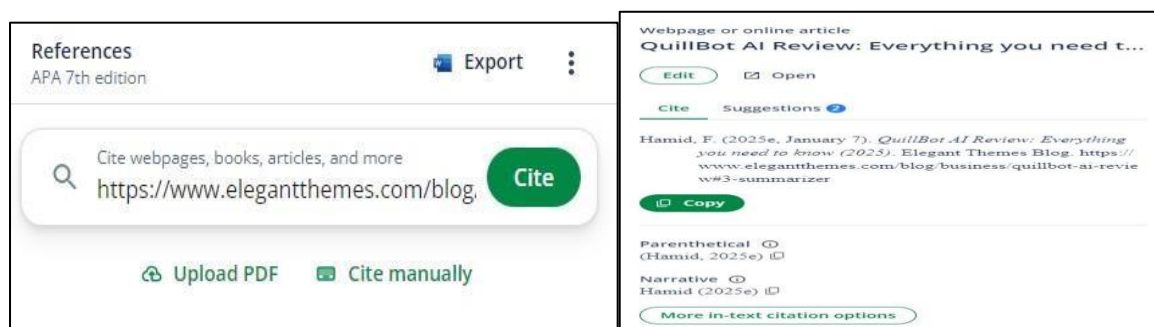 References
APA 7th edition
Export
Cite webpages, books, articles, and more
https://www.elegantthemes.com/blog,
Cite
Upload PDF
Cite manually
Webpage or online article
QuillBot AI Review: Everything you need t...
Edit
Open
Cite
Suggestions 2
Hamid, F. (2025e, January 7). QuillBot AI Review: Everything
you need to know (2025). Elegant Themes Blog. https://
www.elegantthemes.com/blog/business/quillbot-ai-revie
w#3-summarizer
Copy
Parenthetical
(Hamid, 2025e)
Narrative
Hamid (2025e)
More in-text citation options